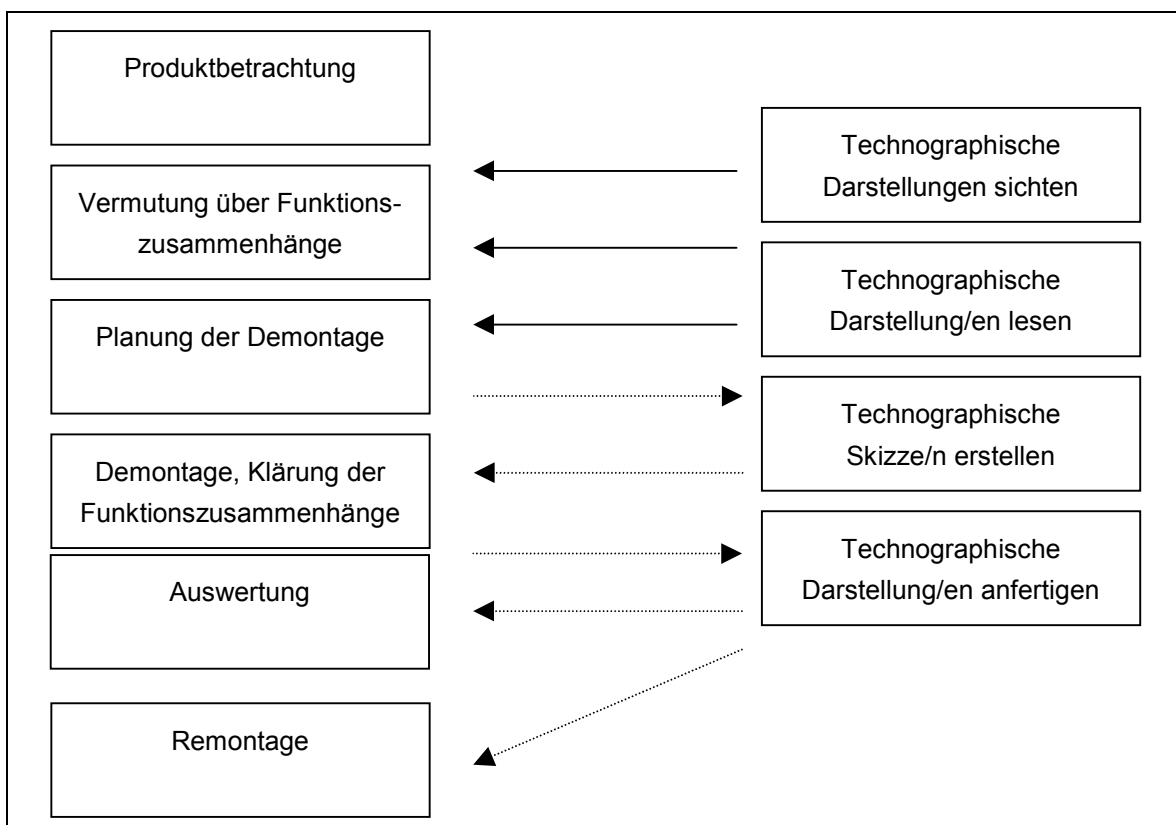 Produktbetrachtung
Vermutung über Funktions-
zusammenhänge
Planung der Demontage
Demontage, Klärung der
Funktionszusammenhänge
Auswertung
Remontage
Technographische
Darstellungen sichten
Technographische
Darstellung/en lesen
Technographische
Skizze/n erstellen
Technographische
Darstellung/en anfertigen